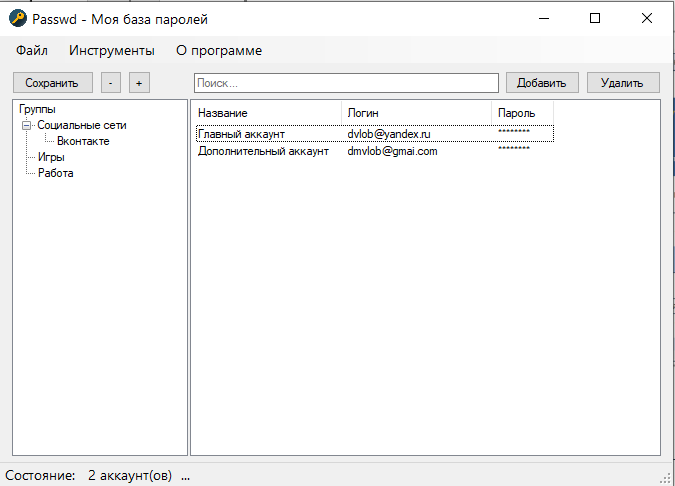 Passwd - Моя база паролей
Файл Инструменты О программе
Сохранить - + Поиск... Добавить Удалить
Группы
Социальные сети
Вконтакте
Игры
Работа
Название Логин Пароль
Главный аккаунт dvlob@yandex.ru ********
Дополнительный аккаунт dmvlob@gmai.com ********
Состояние: 2 аккаунт(ов) ...